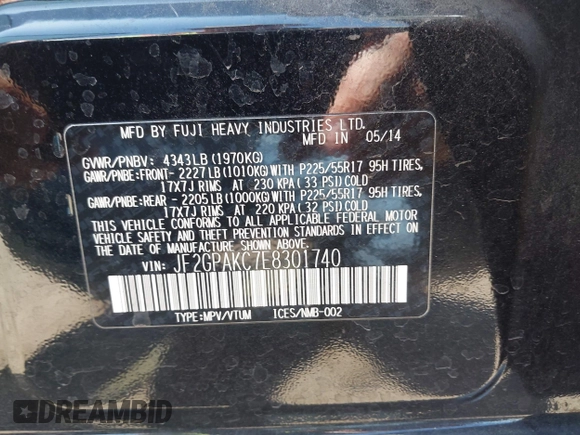 MFD BY FUJI HEAVY INDUSTRIES LTD.
MFD IN 05/14
GVWR/PNBV: 4343LB (1970KG)
GAWR/PNBE:FRONT- 2227LB (1010KG) WITH P225/55R17 95H TIRES,
17X7J RIMS AT 230 KPA (33 PSI) COLD
GAWR/PNBE:REAR - 2205LB (1000KG) WITH P225/55R17 95H TIRES,
17X7J RIMS AT 220 KPA (32 PSI) COLD
THIS VEHICLE CONFORMS TO ALL APPLICABLE FEDERAL MOTOR
VEHICLE SAFETY AND THEFT PREVENTION STANDARDS IN
EFFECT ON THE DATE OF MANUFACTURE SHOWN ABOVE.
VIN: JF2GPAKC7E8301740
TYPE:MPV/VTUM ICES/NMB-002
DREAMBID